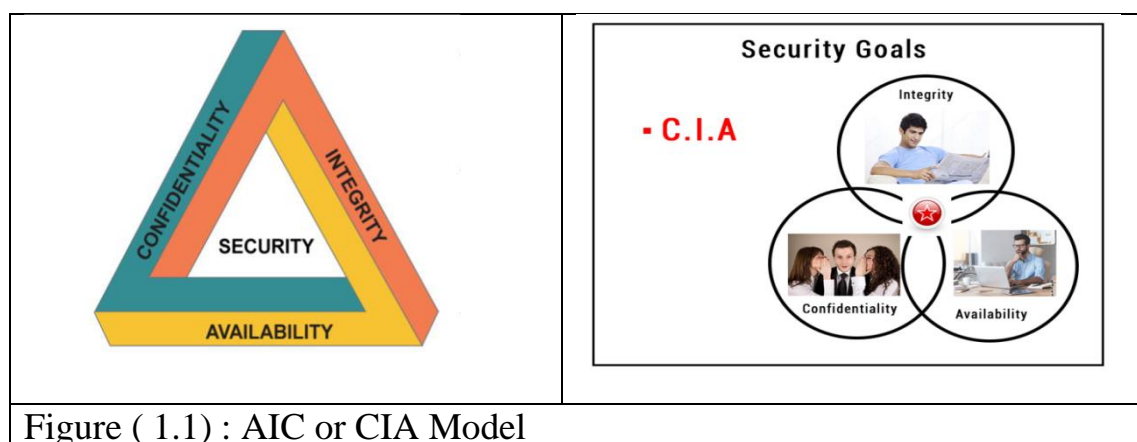 CONFIDENTIALITY
INTEGRITY
SECURITY
AVAILABILITY
Security Goals
▪ C.I.A
Integrity
Confidentiality
Availability
Figure ( 1.1) : AIC or CIA Model